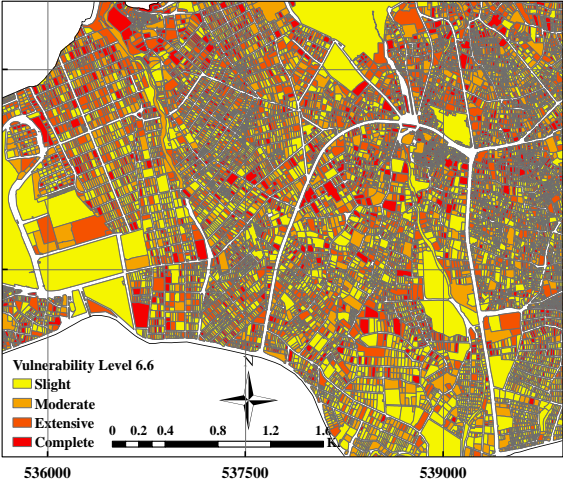 Vulnerability Level 6.6
Slight
Moderate
Extensive
Complete
N
0 0.2 0.4 0.8 1.2 1.6
K
536000 537500 539000